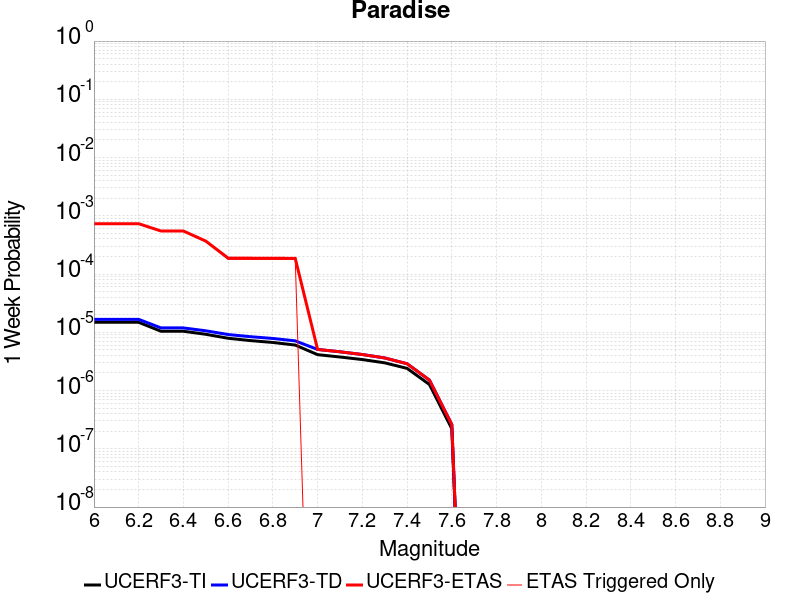 Paradise
1 Week Probability
10^0
10^-1
10^-2
10^-3
10^-4
10^-5
10^-6
10^-7
10^-8
6 6.2 6.4 6.6 6.8 7 7.2 7.4 7.6 7.8 8 8.2 8.4 8.6 8.8 9
Magnitude
UCERF3-TI UCERF3-TD UCERF3-ETAS ETAS Triggered Only